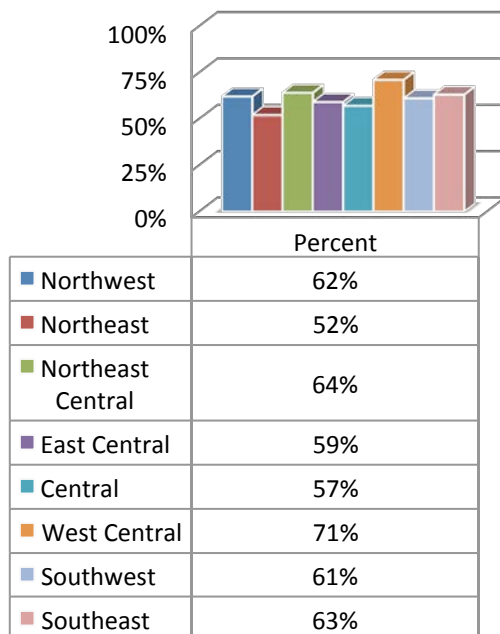 100%
75%
50%
25%
0%
Percent
Northwest 62%
Northeast 52%
Northeast
Central 64%
East Central 59%
Central 57%
West Central 71%
Southwest 61%
Southeast 63%